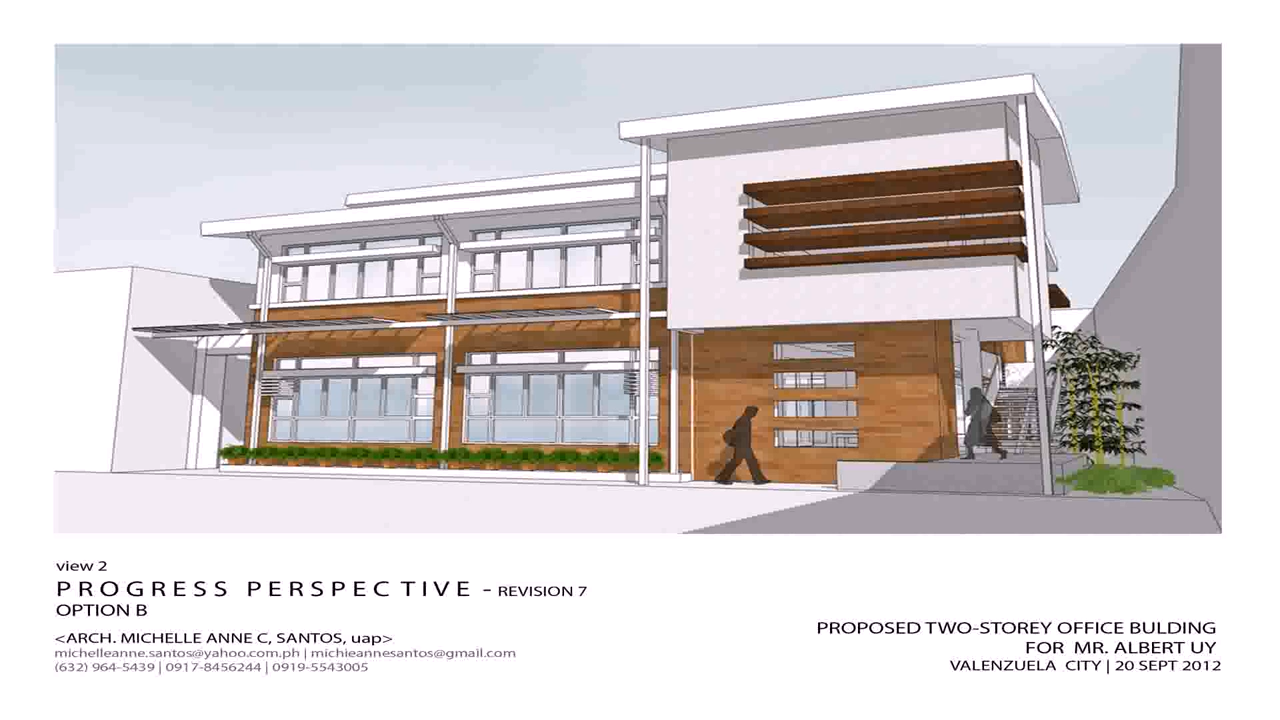 view 2
PROGRESS PERSPECTIVE - REVISION 7
OPTION B
<ARCH. MICHELLE ANNE C, SANTOS, uap>
michelleanne.santos@yahoo.com.ph | michieannesantos@gmail.com
(632) 964-5439 | 0917-8456244 | 0919-5543005
PROPOSED TWO-STOREY OFFICE BULDING
FOR MR. ALBERT UY
VALENZUELA CITY | 20 SEPT 2012